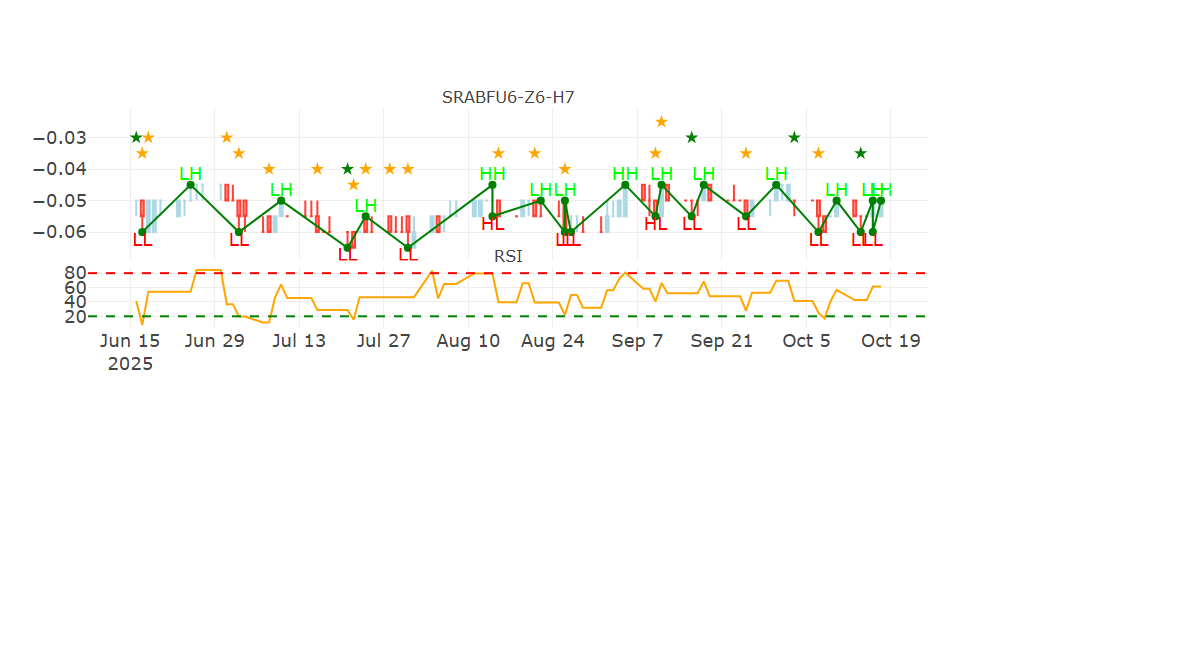 SRABFU6-Z6-H7
−0.03
−0.04
−0.05
−0.06
LH HH HH LH LH
LH LH LH LH LH
LH
HL HL LL LL
LL LL LL LL
LL LL
RSI
80
60
40
20
Jun 15 Jun 29 Jul 13 Jul 27 Aug 10 Aug 24 Sep 7 Sep 21 Oct 5 Oct 19
2025